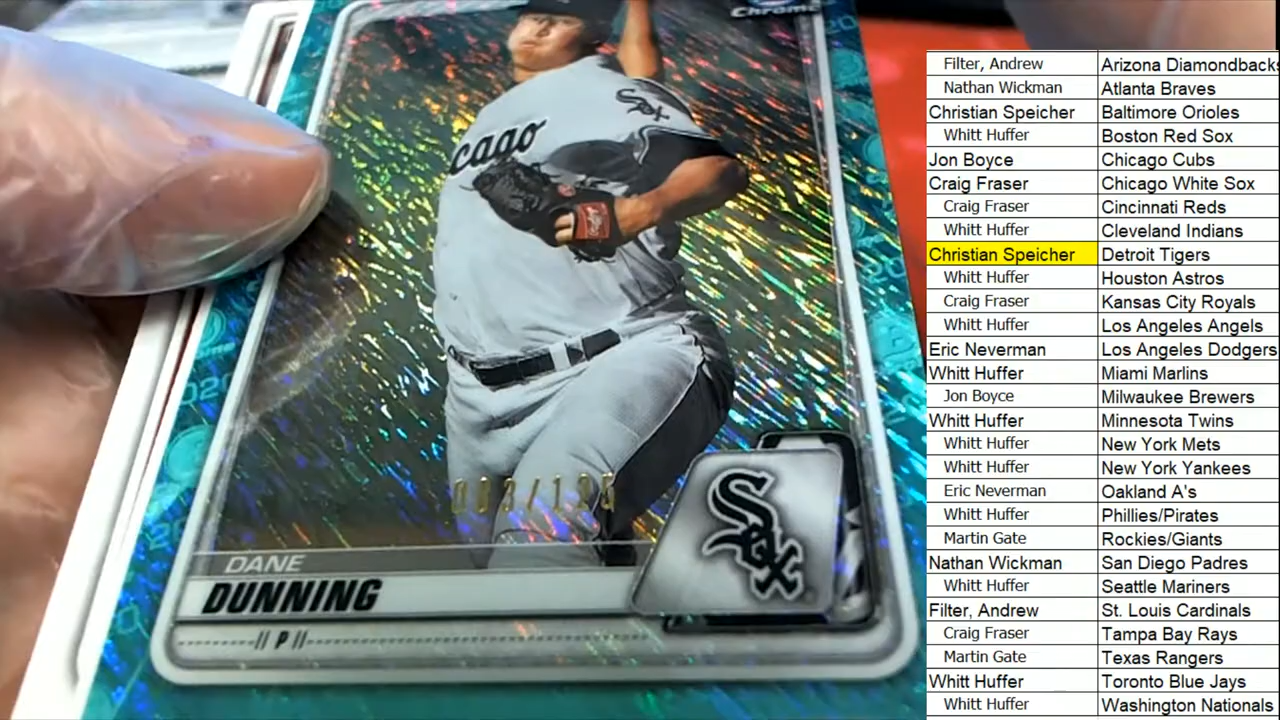 Chrome
Sox
cago
003/125
Sox
DANE
DUNNING
// P //
Filter, Andrew Arizona Diamondbacks
Nathan Wickman Atlanta Braves
Christian Speicher Baltimore Orioles
Whitt Huffer Boston Red Sox
Jon Boyce Chicago Cubs
Craig Fraser Chicago White Sox
Craig Fraser Cincinnati Reds
Whitt Huffer Cleveland Indians
Christian Speicher Detroit Tigers
Whitt Huffer Houston Astros
Craig Fraser Kansas City Royals
Whitt Huffer Los Angeles Angels
Eric Neverman Los Angeles Dodgers
Whitt Huffer Miami Marlins
Jon Boyce Milwaukee Brewers
Whitt Huffer Minnesota Twins
Whitt Huffer New York Mets
Whitt Huffer New York Yankees
Eric Neverman Oakland A's
Whitt Huffer Phillies/Pirates
Martin Gate Rockies/Giants
Nathan Wickman San Diego Padres
Whitt Huffer Seattle Mariners
Filter, Andrew St. Louis Cardinals
Craig Fraser Tampa Bay Rays
Martin Gate Texas Rangers
Whitt Huffer Toronto Blue Jays
Whitt Huffer Washington Nationals